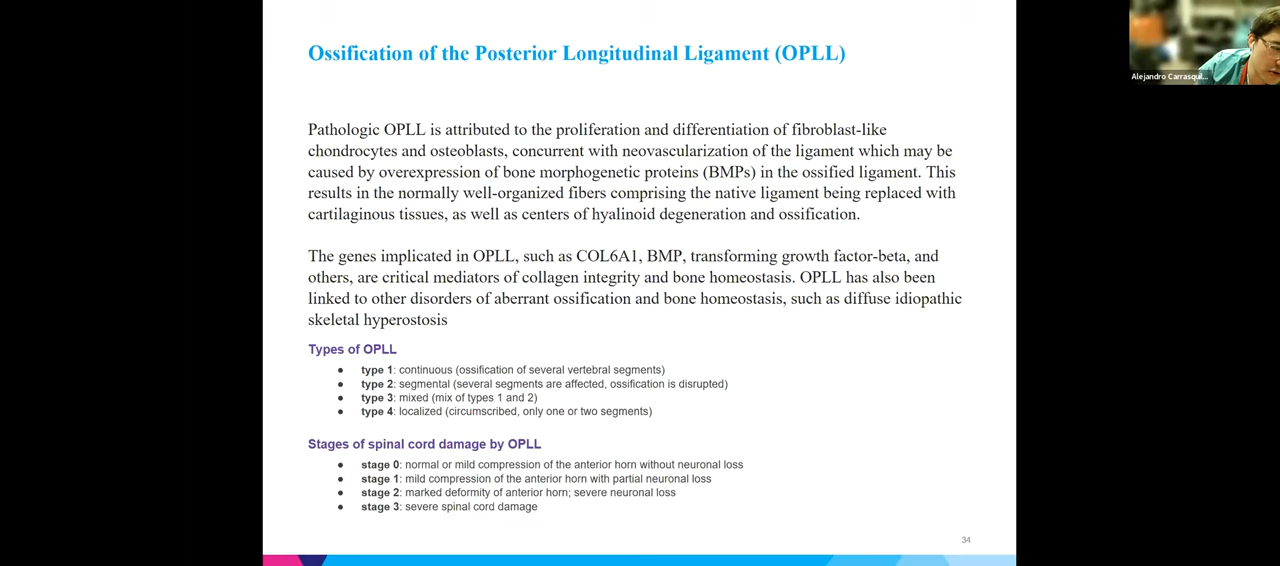 Ossification of the Posterior Longitudinal Ligament (OPLL)
Alejandro Carrasqui...
Pathologic OPLL is attributed to the proliferation and differentiation of fibroblast-like
chondrocytes and osteoblasts, concurrent with neovascularization of the ligament which may be
caused by overexpression of bone morphogenetic proteins (BMPs) in the ossified ligament. This
results in the normally well-organized fibers comprising the native ligament being replaced with
cartilaginous tissues, as well as centers of hyalinoid degeneration and ossification.
The genes implicated in OPLL, such as COL6A1, BMP, transforming growth factor-beta, and
others, are critical mediators of collagen integrity and bone homeostasis. OPLL has also been
linked to other disorders of aberrant ossification and bone homeostasis, such as diffuse idiopathic
skeletal hyperostosis
Types of OPLL
● type 1: continuous (ossification of several vertebral segments)
● type 2: segmental (several segments are affected, ossification is disrupted)
● type 3: mixed (mix of types 1 and 2)
● type 4: localized (circumscribed, only one or two segments)
Stages of spinal cord damage by OPLL
● stage 0: normal or mild compression of the anterior horn without neuronal loss
● stage 1: mild compression of the anterior horn with partial neuronal loss
● stage 2: marked deformity of anterior horn; severe neuronal loss
● stage 3: severe spinal cord damage
34